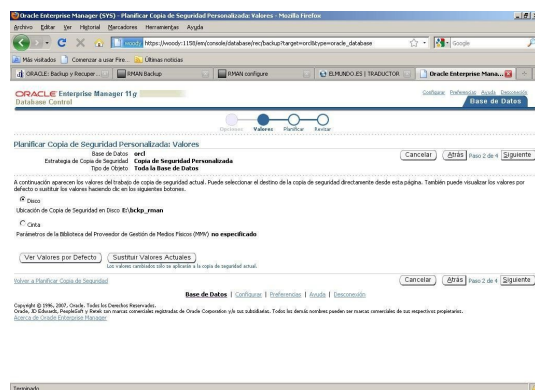 Oracle Enterprise Manager (SYS) - Planificar Copia de Seguridad Personalizada: Valores - Mozilla Firefox
Archivo Editar Ver Historial Marcadores Herramientas Ayuda
woody https://woody:1158/em/console/database/rec/backup?target=orcl&type=oracle_database
Google
Más visitados Comenzar a usar Fire... Últimas noticias
ORACLE: Backup y Recuper... RMAN Backup RMAN configure ELMUNDO.ES | TRADUCTOR Oracle Enterprise Mana...
ORACLE Enterprise Manager 11g
Database Control
Configurar Preferencias Ayuda Desconexión
Base de Datos
Opciones Valores Planificar Revisar
Planificar Copia de Seguridad Personalizada: Valores
Base de Datos orcl
Estrategia de Copia de Seguridad Copia de Seguridad Personalizada
Tipo de Objeto Toda la Base de Datos
Cancelar Atrás Paso 2 de 4 Siguiente
A continuación aparecen los valores del trabajo de copia de seguridad actual. Puede seleccionar el destino de la copia de seguridad directamente desde esta página. También puede visualizar los valores por
defecto o sustituir los valores haciendo clic en los siguientes botones.
Disco
Ubicación de Copia de Seguridad en Disco E:\bckp_rman
Cinta
Parámetros de la Biblioteca del Proveedor de Gestión de Medios Físicos (MMV) no especificado
Ver Valores por Defecto Sustituir Valores Actuales
Los valores cambiados sólo se aplicarán a la copia de seguridad actual.
Volver a Planificar Copia de Seguridad
Cancelar Atrás Paso 2 de 4 Siguiente
Base de Datos | Configurar | Preferencias | Ayuda | Desconexión
Copyright © 1996, 2007, Oracle. Todos los Derechos Reservados.
Oracle, JD Edwards, PeopleSoft y Retek son marcas comerciales registradas de Oracle Corporation y/o sus subsidiarias. Todos los demás nombres pueden ser marcas comerciales de sus respectivos propietarios.
Acerca de Oracle Enterprise Manager
Terminado